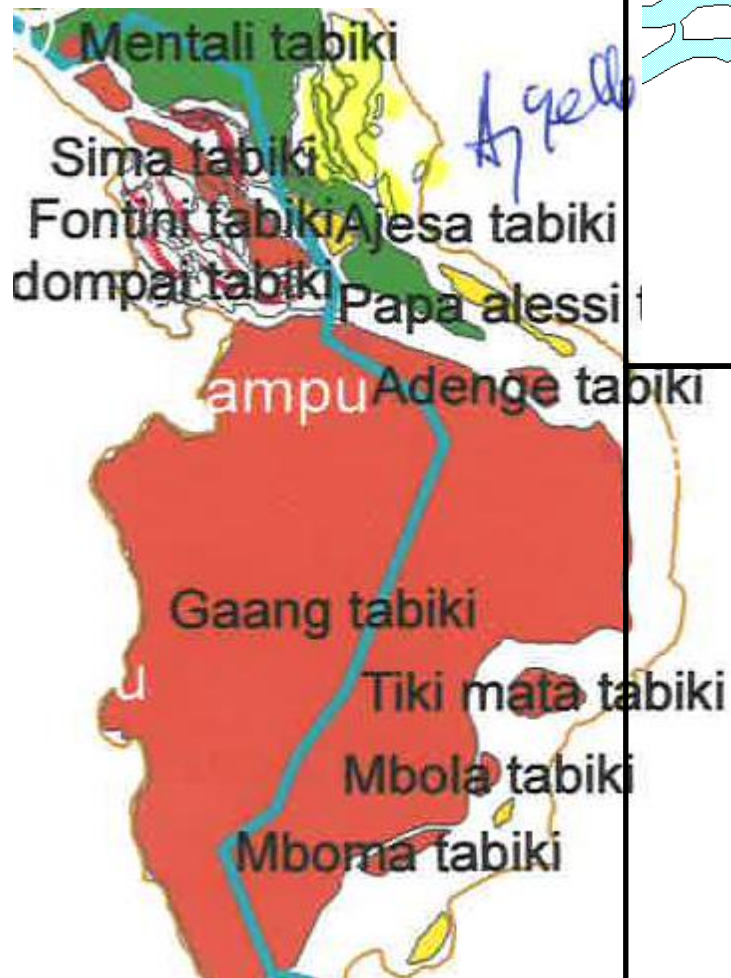 Mentali tabiki
Sima tabiki
Fontini tabiki
Ajesa tabiki
dompai tabiki
Papa alessi t
ampu
Adenge tabiki
Gaang tabiki
u
Tiki mata tabiki
Mbola tabiki
Mboma tabiki